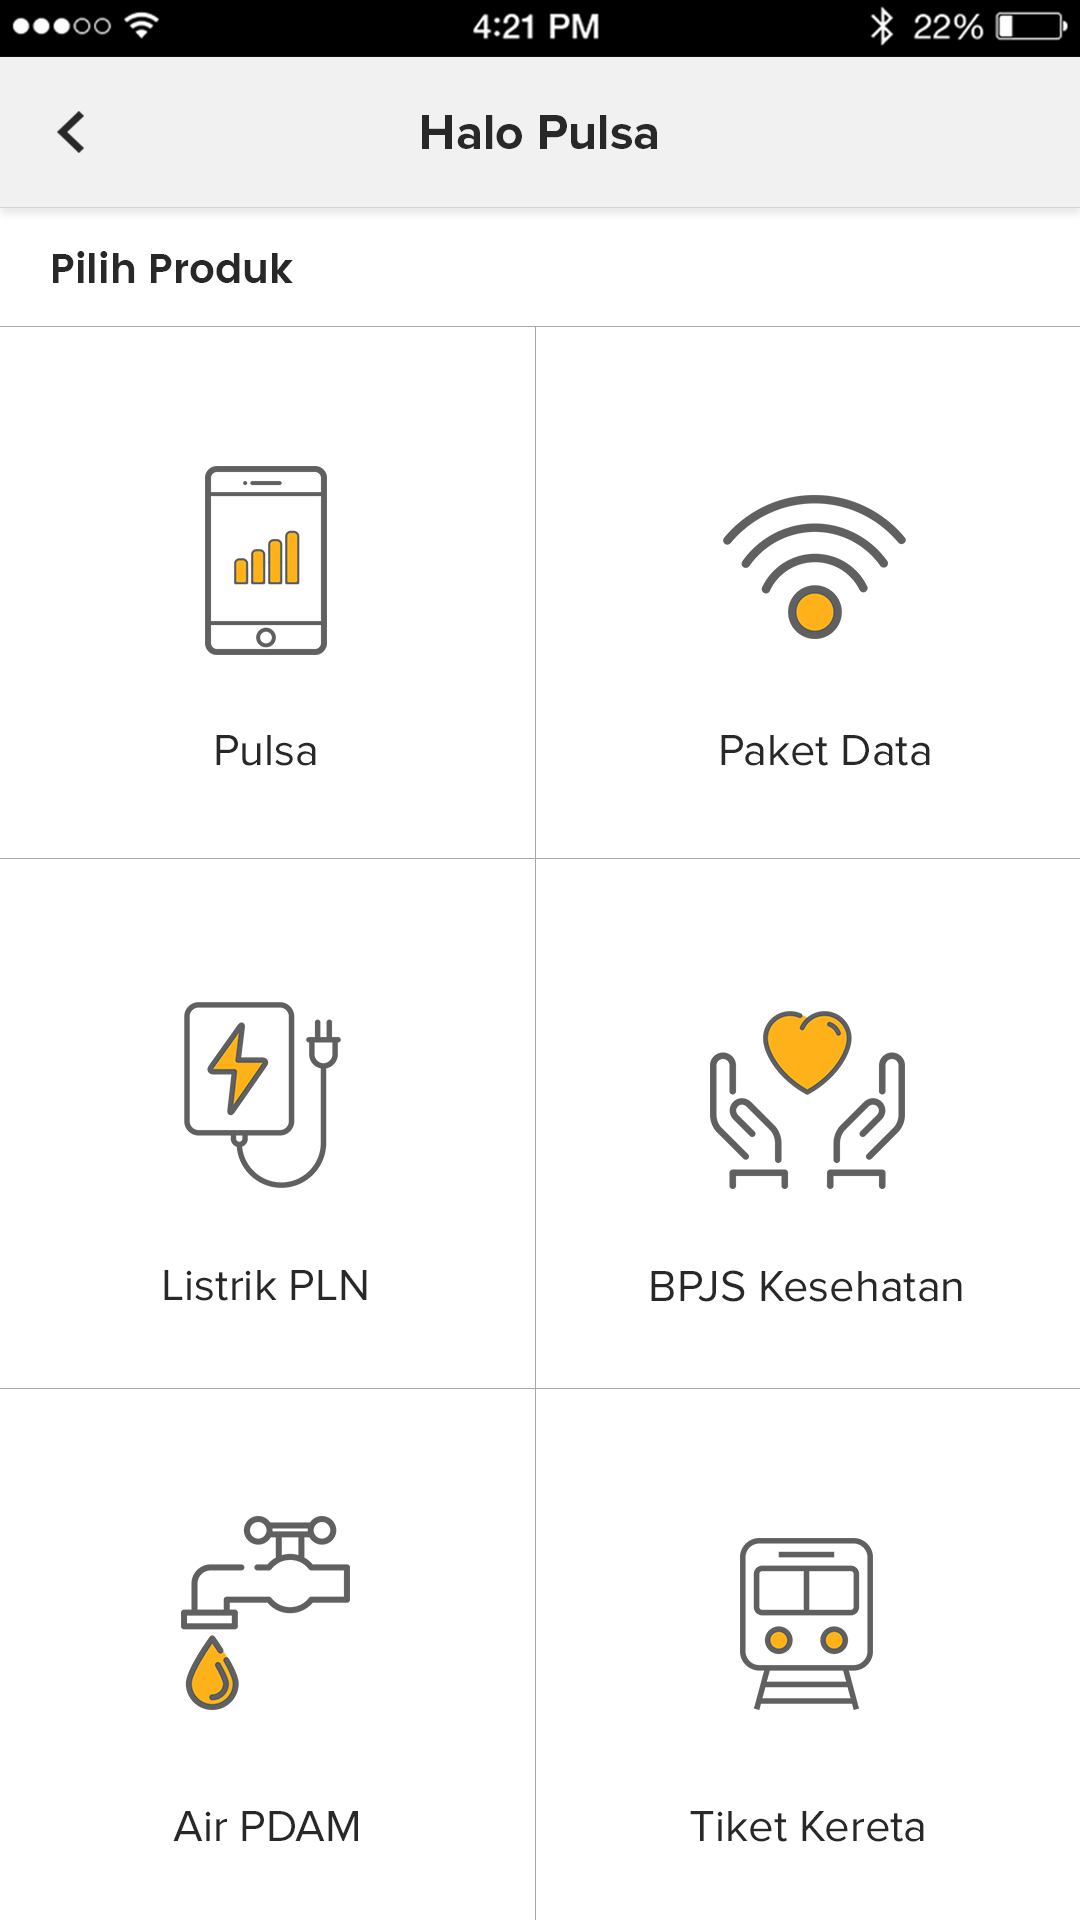 4:21 PM 22%
Halo Pulsa
Pilih Produk
Pulsa
Paket Data
Listrik PLN
BPJS Kesehatan
Air PDAM
Tiket Kereta